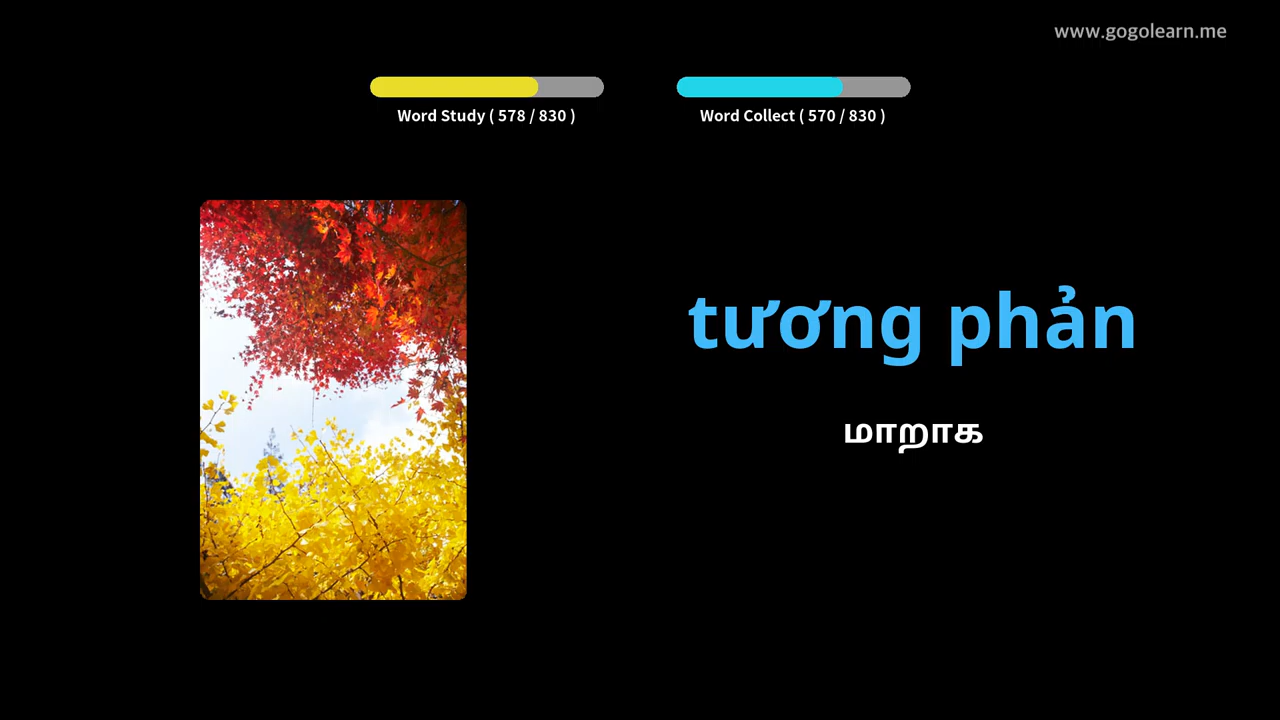 www.gogolearn.me
Word Study ( 578 / 830 )
Word Collect ( 570 / 830 )
tương phản
மாறாக